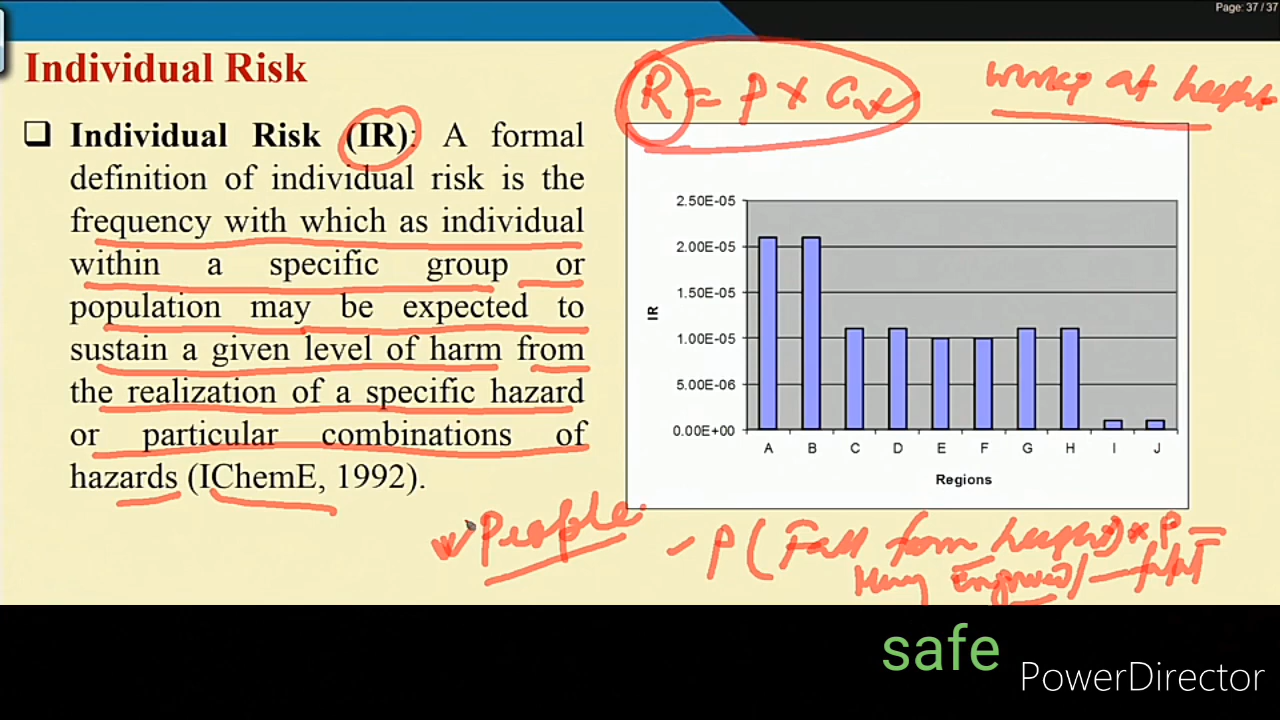 Page: 37 / 37
Individual Risk
R = P X
at height
❑ Individual Risk (IR): A formal
definition of individual risk is the
frequency with which as individual
within a specific group or
population may be expected to
sustain a given level of harm from
the realization of a specific hazard
or particular combinations of
hazards (IChemE, 1992).
2.50E-05
2.00E-05
1.50E-05
1.00E-05
5.00E-06
0.00E+00
IR
A B C D E F G H I J
Regions
People
- P (Fall from height) x P
safe
PowerDirector